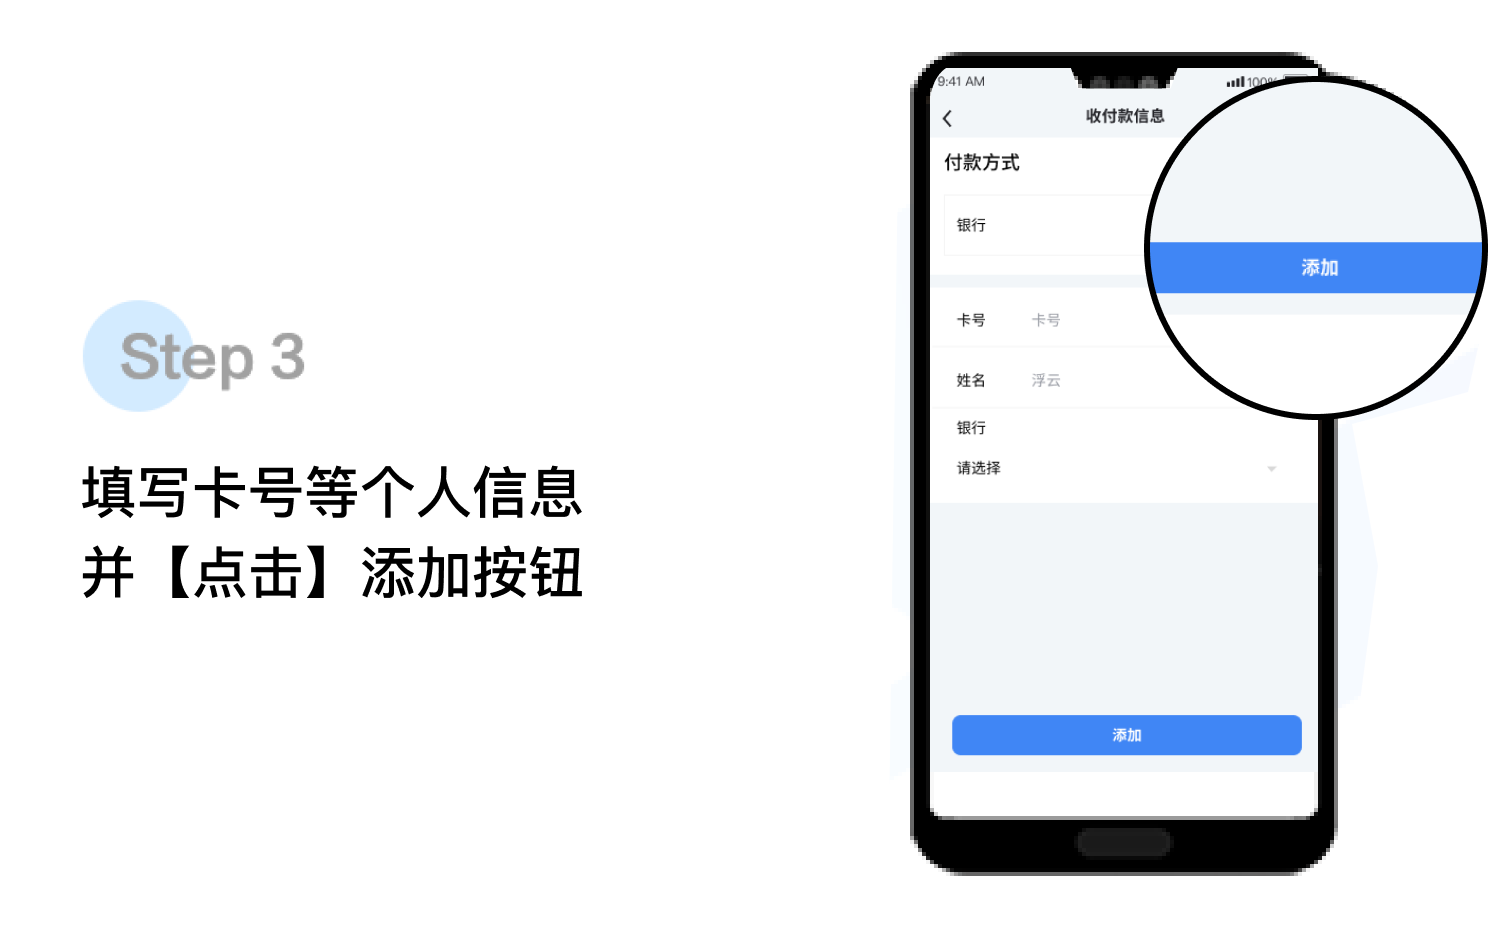 Step 3
填写卡号等个人信息
并【点击】添加按钮
9:41 AM
100%
收付款信息
付款方式
银行
卡号 卡号
姓名 浮云
银行
请选择
添加
添加